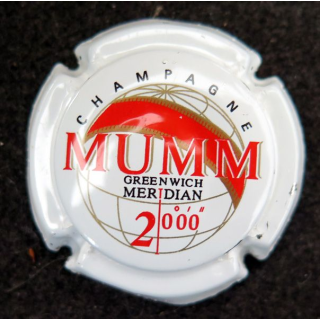 CHAMPAGNE
MUMM
GREENWICH
MERIDIAN
° ' "
2000